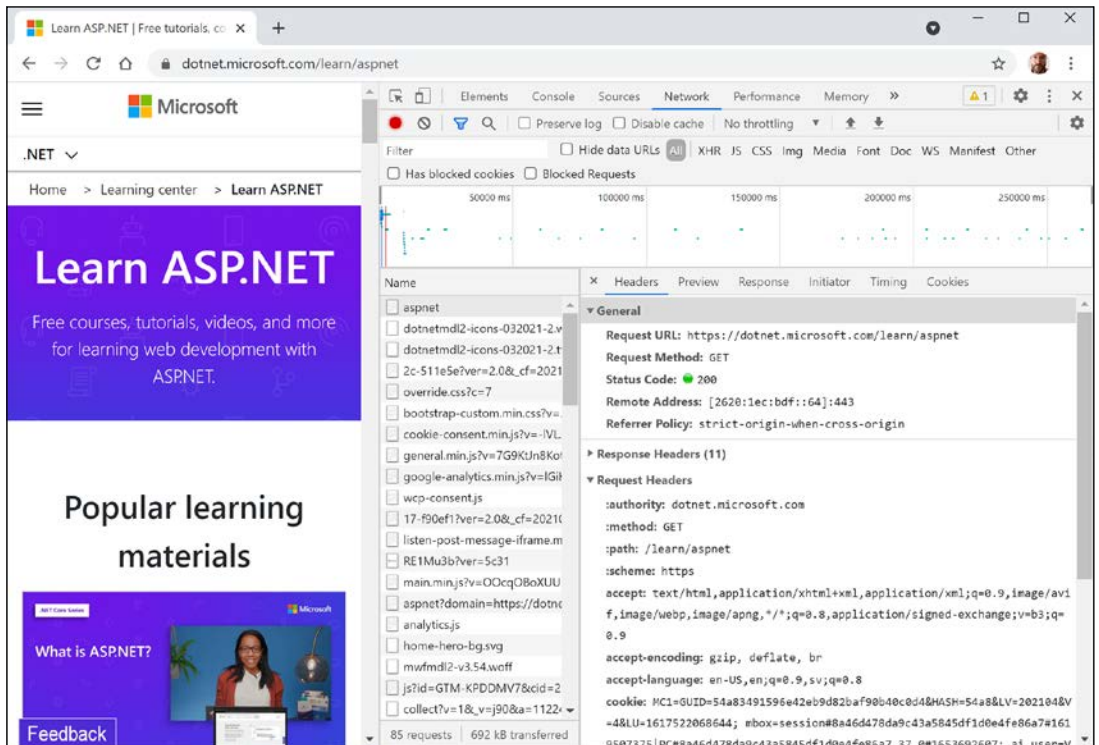 Learn ASP.NET | Free tutorials, co
dotnet.microsoft.com/learn/aspnet
Microsoft
.NET
Home > Learning center > Learn ASP.NET
Learn ASP.NET
Free courses, tutorials, videos, and more
for learning web development with
ASP.NET.
Popular learning
materials
.NET Core Series
Microsoft
What is ASP.NET?
Feedback
Elements Console Sources Network Performance Memory » 1
Preserve log Disable cache No throttling
Filter Hide data URLs All XHR JS CSS Img Media Font Doc WS Manifest Other
Has blocked cookies Blocked Requests
50000 ms 100000 ms 150000 ms 200000 ms 250000 ms
Name
aspnet
dotnetmdl2-icons-032021-2.w
dotnetmdl2-icons-032021-2.t
2c-511e5e?ver=2.0&_cf=2021
override.css?c=7
bootstrap-custom.min.css?v=
cookie-consent.min.js?v=-IVL
general.min.js?v=7G9KtJn8Kot
google-analytics.min.js?v=lGiH
wcp-consent.js
17-f90ef1?ver=2.0&_cf=20210
listen-post-message-iframe.m
RE1Mu3b?ver=5c31
main.min.js?v=OOcqOBoXUU
aspnet?domain=https://dotne
analytics.js
home-hero-bg.svg
mwfmdl2-v3.54.woff
js?id=GTM-KPDDMV7&cid=2
collect?v=1&_v=j90&a=11224
85 requests 692 kB transferred
Headers Preview Response Initiator Timing Cookies
General
Request URL: https://dotnet.microsoft.com/learn/aspnet
Request Method: GET
Status Code: 200
Remote Address: [2620:1ec:bdf::64]:443
Referrer Policy: strict-origin-when-cross-origin
Response Headers (11)
Request Headers
:authority: dotnet.microsoft.com
:method: GET
:path: /learn/aspnet
:scheme: https
accept: text/html,application/xhtml+xml,application/xml;q=0.9,image/avi
f,image/webp,image/apng,*/*;q=0.8,application/signed-exchange;v=b3;q=
0.9
accept-encoding: gzip, deflate, br
accept-language: en-US,en;q=0.9,sv;q=0.8
cookie: MC1=GUID=54a83491596e42eb9d82baf90b40c0d4&HASH=54a8&LV=202104&V
=4&LU=1617522068644; mbox=session#8a46d478da9c43a5845df1d0e4fe86a7#161